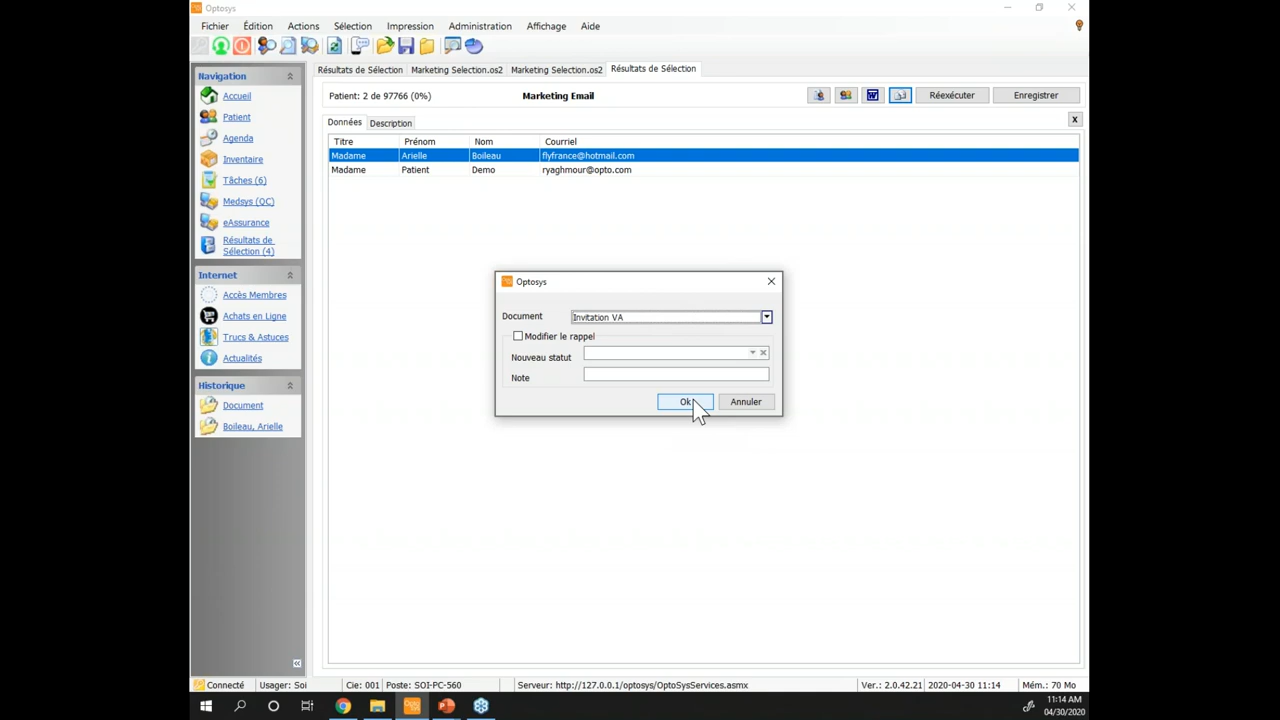 Optosys
Fichier Édition Actions Sélection Impression Administration Affichage Aide
Résultats de Sélection Marketing Selection.os2 Marketing Selection.os2 Résultats de Sélection
Navigation
Accueil
Patient
Agenda
Inventaire
Tâches (6)
Medsys (QC)
eAssurance
Résultats de
Sélection (4)
Internet
Accès Membres
Achats en Ligne
Trucs & Astuces
Actualités
Historique
Document
Boileau, Arielle
Patient: 2 de 97766 (0%) Marketing Email Réexécuter Enregistrer
Données Description
Titre Prénom Nom Courriel
Madame Arielle Boileau flyfrance@hotmail.com
Madame Patient Demo ryaghmour@opto.com
Optosys
Document Invitation VA
Modifier le rappel
Nouveau statut
Note
Ok Annuler
Connecté Usager: Soi Cie: 001 Poste: SOI-PC-560 Serveur: http://127.0.0.1/optosys/OptoSysServices.asmx Ver.: 2.0.42.21 2020-04-30 11:14 Mém.: 70 Mo
11:14 AM
04/30/2020